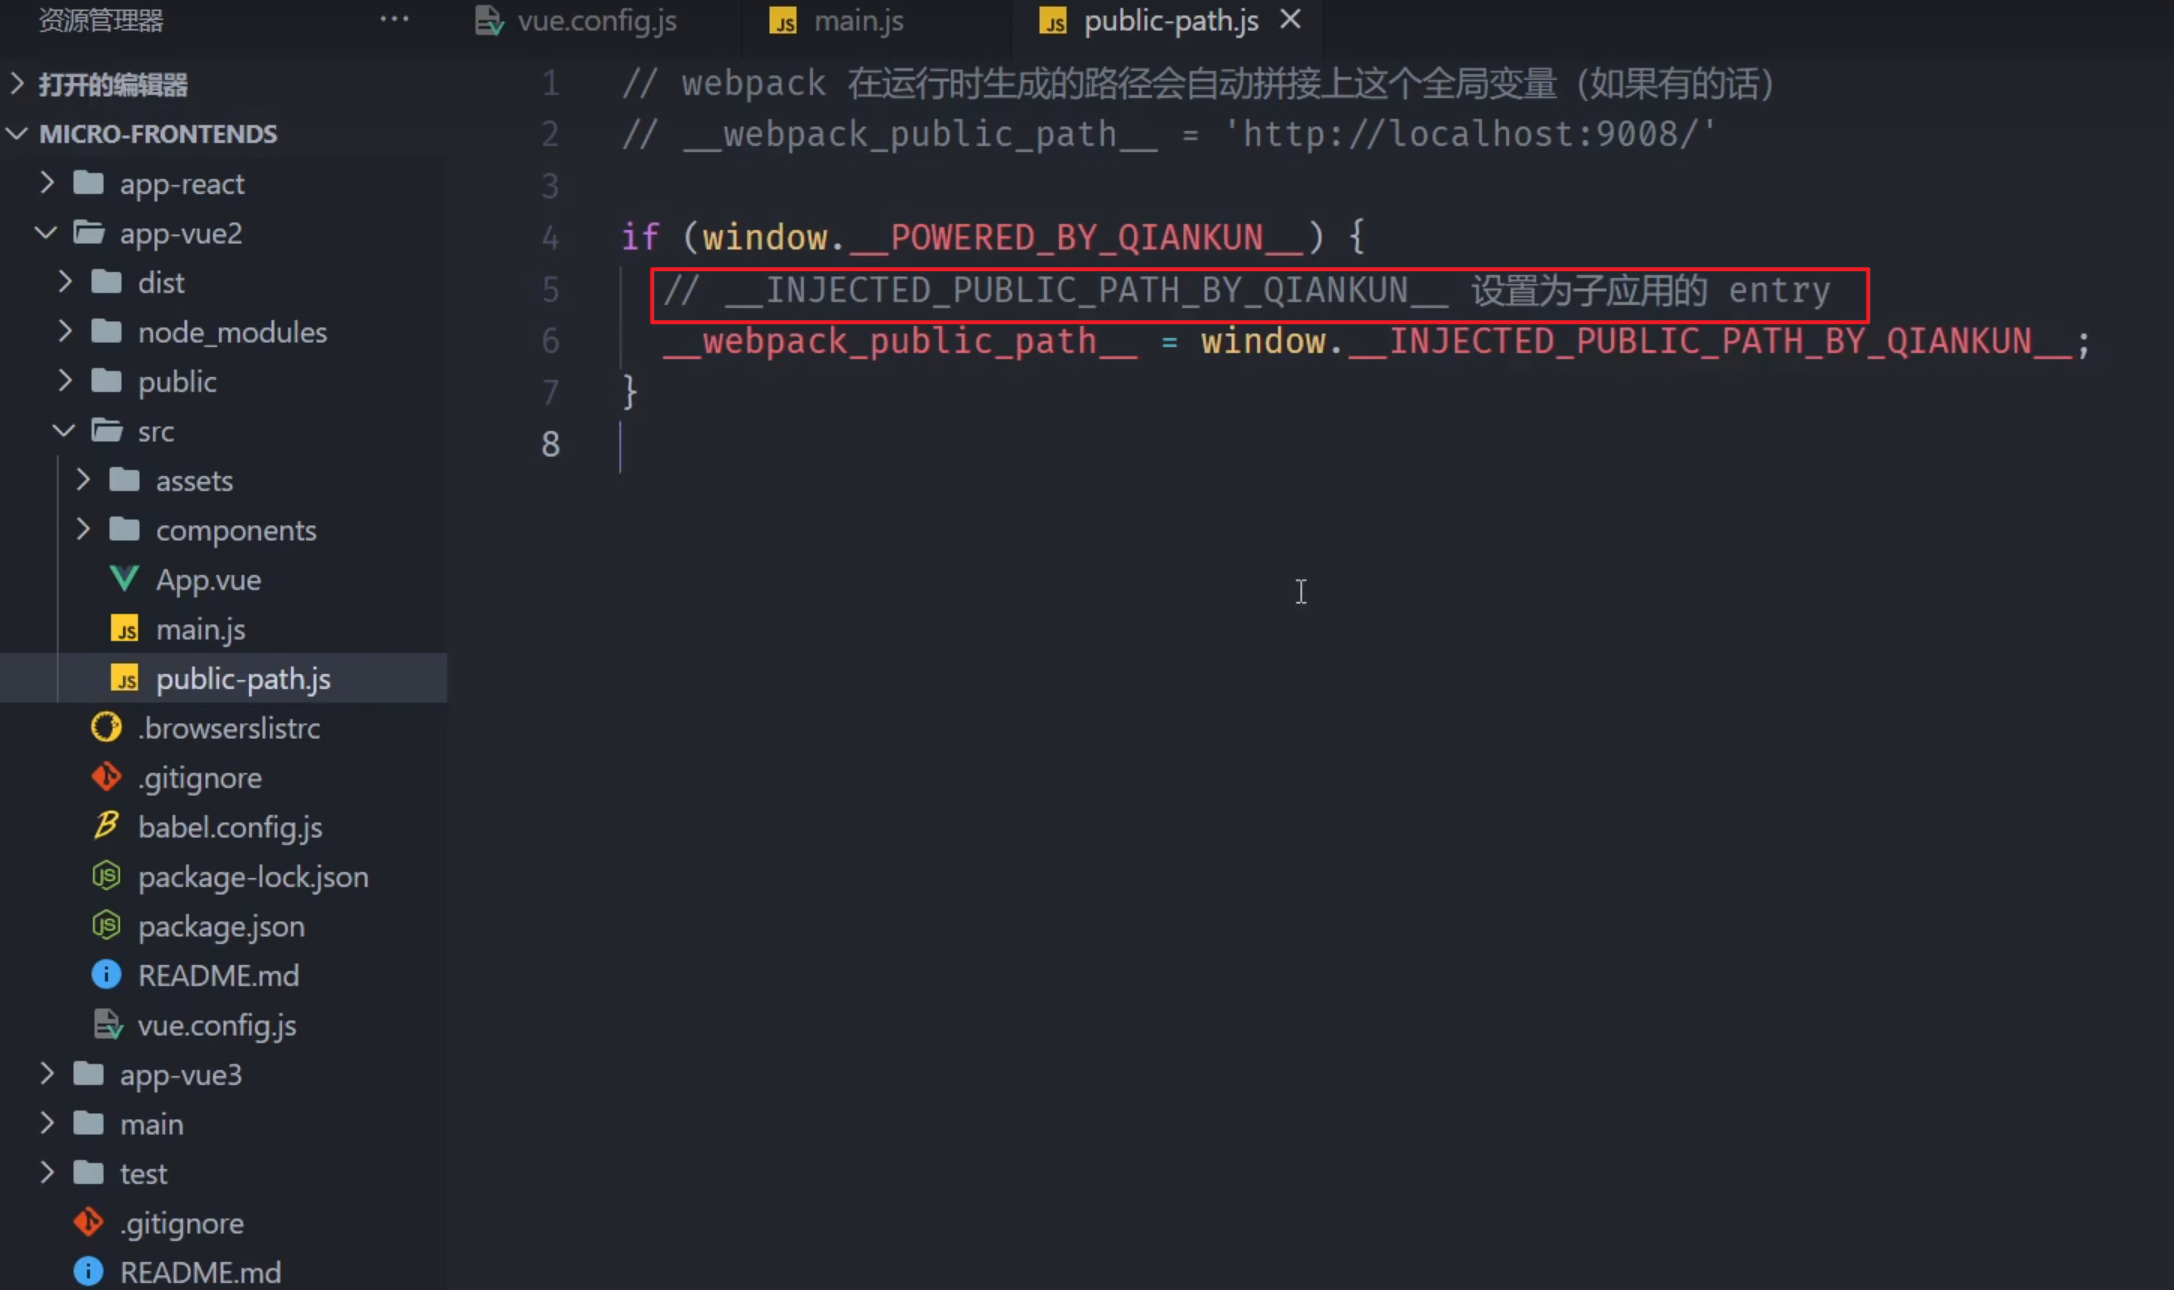 资源管理器
···
vue.config.js
JS main.js
JS public-path.js
打开的编辑器
MICRO-FRONTENDS
app-react
app-vue2
dist
node_modules
public
src
assets
components
App.vue
JS main.js
JS public-path.js
.browserslistrc
.gitignore
babel.config.js
package-lock.json
package.json
README.md
vue.config.js
app-vue3
main
test
.gitignore
README.md
1 // webpack 在运行时生成的路径会自动拼接上这个全局变量（如果有的话）
2 // __webpack_public_path__ = 'http://localhost:9008/'
3
4 if (window.__POWERED_BY_QIANKUN__) {
5 // __INJECTED_PUBLIC_PATH_BY_QIANKUN__ 设置为子应用的 entry
6 __webpack_public_path__ = window.__INJECTED_PUBLIC_PATH_BY_QIANKUN__;
7 }
8